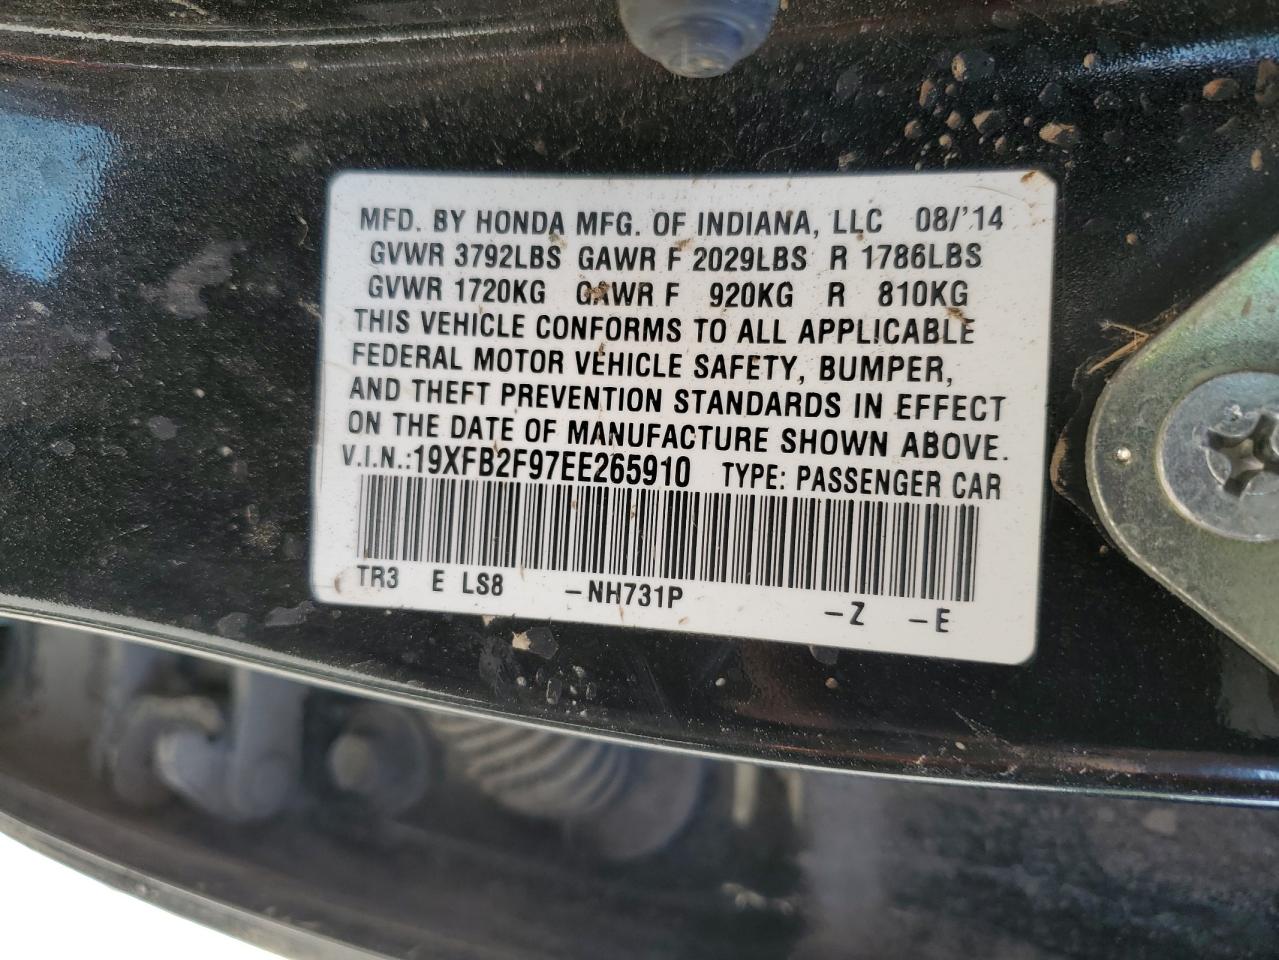 MFD. BY HONDA MFG. OF INDIANA, LLC 08/'14
GVWR 3792LBS GAWR F 2029LBS R 1786LBS
GVWR 1720KG GAWR F 920KG R 810KG
THIS VEHICLE CONFORMS TO ALL APPLICABLE
FEDERAL MOTOR VEHICLE SAFETY, BUMPER,
AND THEFT PREVENTION STANDARDS IN EFFECT
ON THE DATE OF MANUFACTURE SHOWN ABOVE.
V.I.N.:19XFB2F97EE265910 TYPE: PASSENGER CAR
TR3 E LS8 -NH731P -Z -E